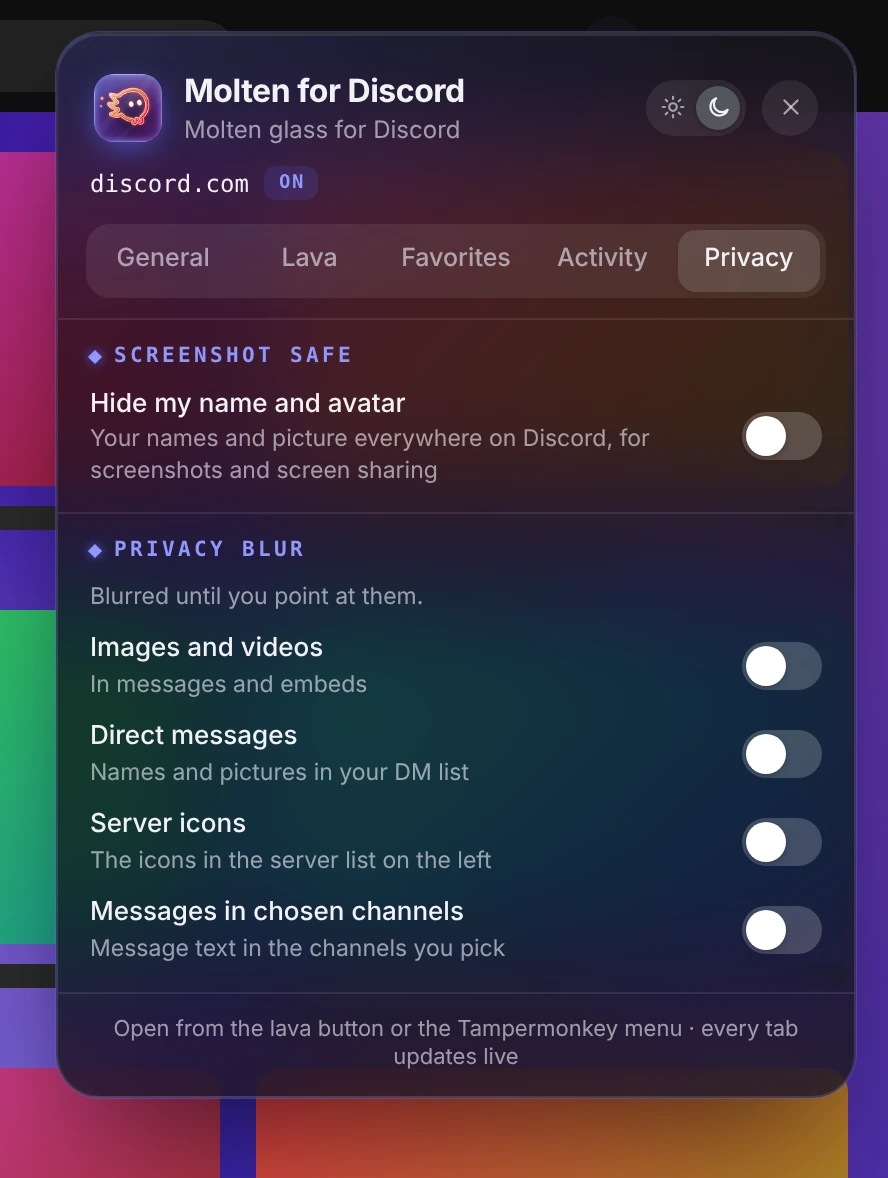 Molten for Discord
Molten glass for Discord
discord.com ON
General Lava Favorites Activity Privacy
SCREENSHOT SAFE
Hide my name and avatar
Your names and picture everywhere on Discord, for
screenshots and screen sharing
PRIVACY BLUR
Blurred until you point at them.
Images and videos
In messages and embeds
Direct messages
Names and pictures in your DM list
Server icons
The icons in the server list on the left
Messages in chosen channels
Message text in the channels you pick
Open from the lava button or the Tampermonkey menu · every tab
updates live